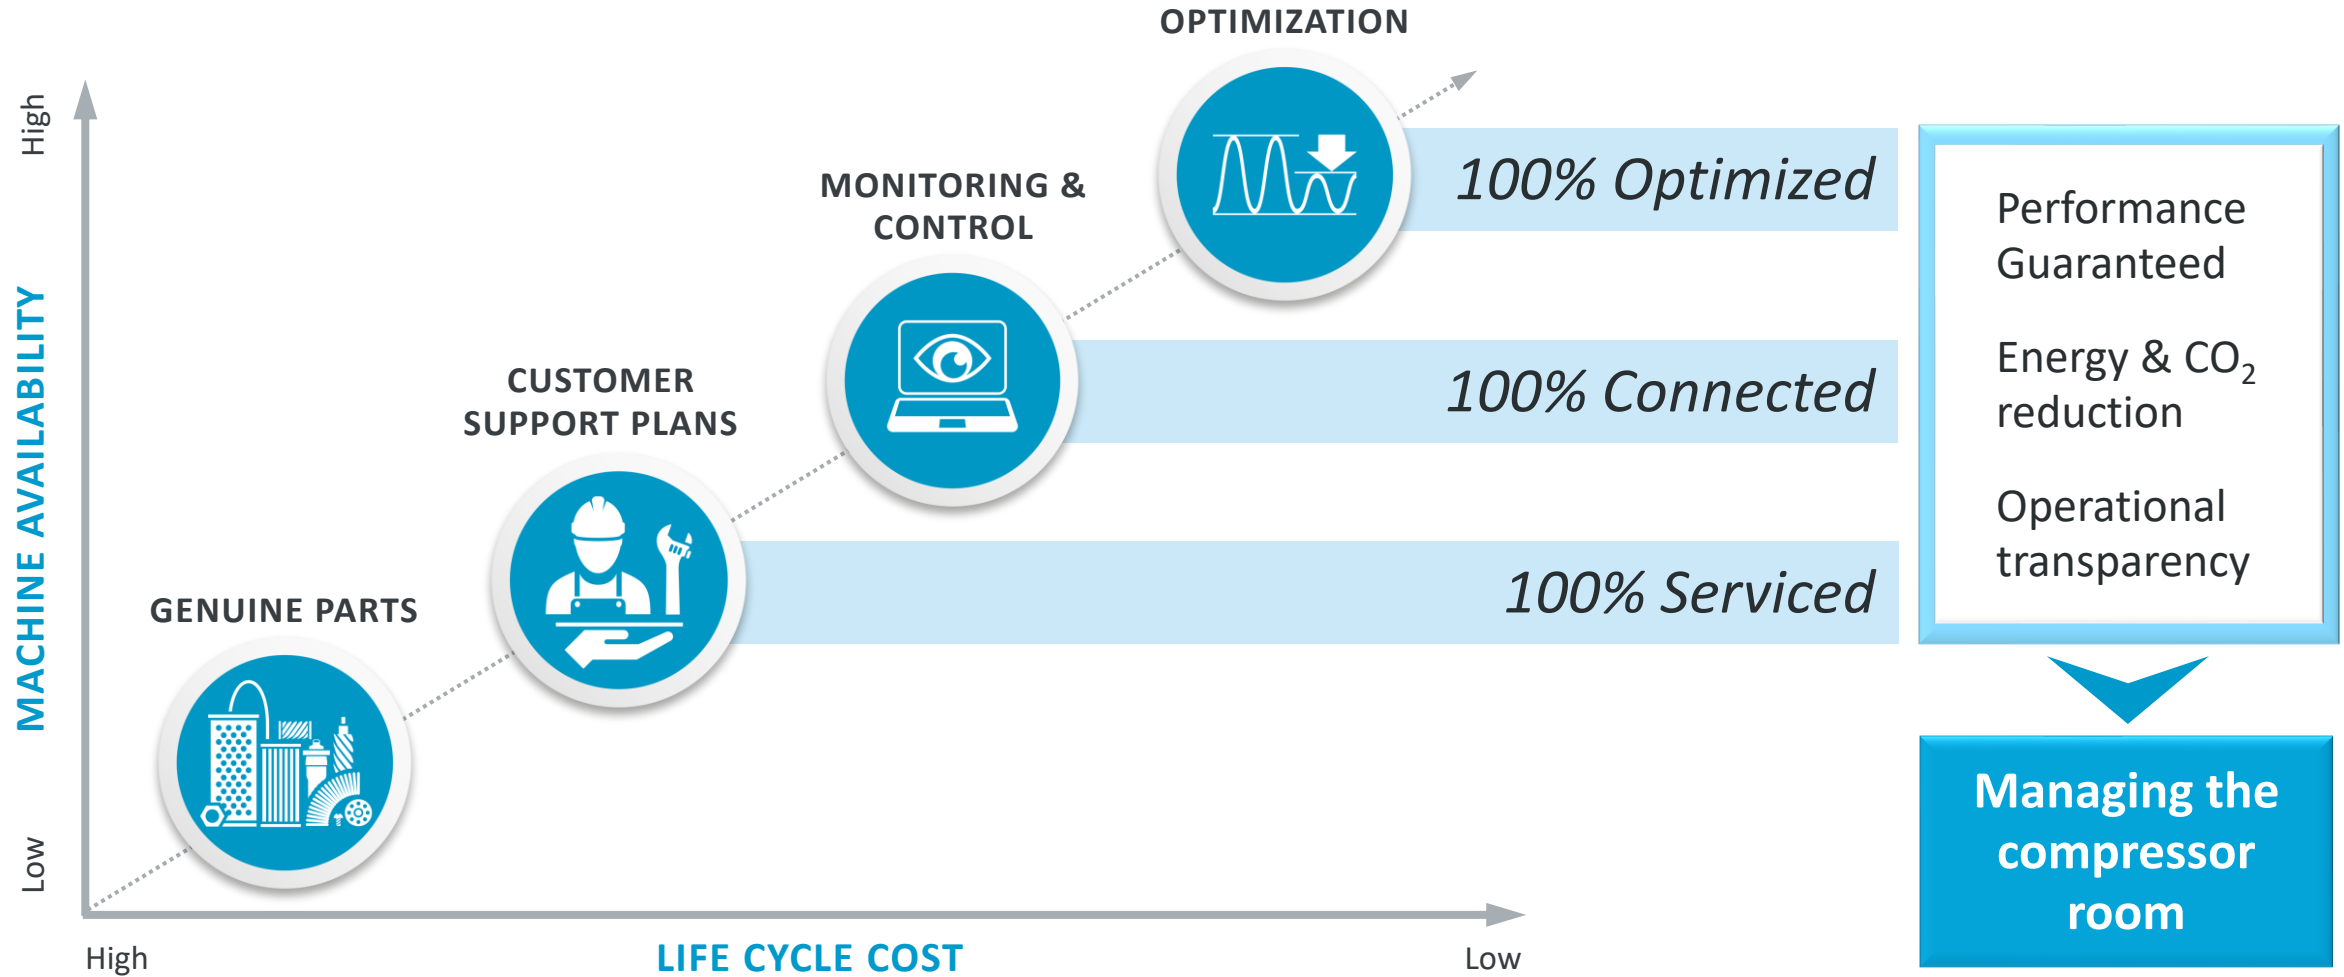 OPTIMIZATION
High
MONITORING &
CONTROL
100% Optimized
CUSTOMER
SUPPORT PLANS
100% Connected
GENUINE PARTS
100% Serviced
MACHINE AVAILABILITY
Low
High
LIFE CYCLE COST
Low
Performance
Guaranteed
Energy & CO₂
reduction
Operational
transparency
Managing the
compressor
room